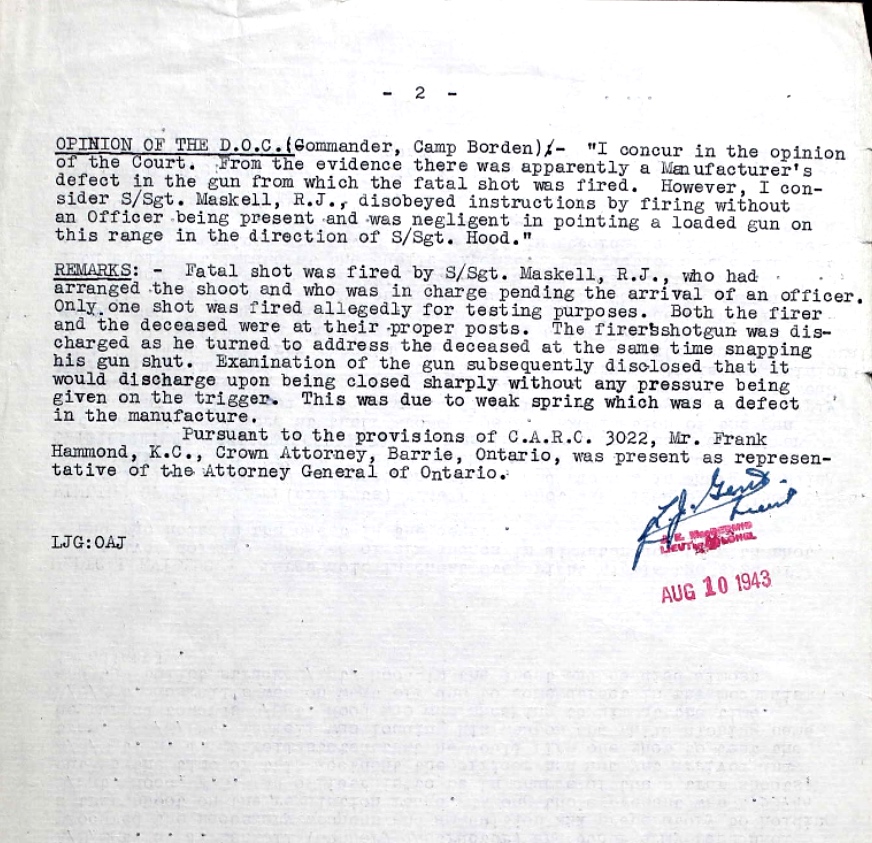 - 2 -
OPINION OF THE D.O.C.(Commander, Camp Borden):- "I concur in the opinion
of the Court. From the evidence there was apparently a Manufacturer's
defect in the gun from which the fatal shot was fired. However, I con-
sider S/Sgt. Maskell, R.J., disobeyed instructions by firing without
an Officer being present and was negligent in pointing a loaded gun on
this range in the direction of S/Sgt. Hood."
REMARKS: - Fatal shot was fired by S/Sgt. Maskell, R.J., who had
arranged the shoot and who was in charge pending the arrival of an officer.
Only one shot was fired allegedly for testing purposes. Both the firer
and the deceased were at their proper posts. The firer's shotgun was dis-
charged as he turned to address the deceased at the same time snapping
his gun shut. Examination of the gun subsequently disclosed that it
would discharge upon being closed sharply without any pressure being
given on the trigger. This was due to weak spring which was a defect
in the manufacture.
Pursuant to the provisions of C.A.R.C. 3022, Mr. Frank
Hammond, K.C., Crown Attorney, Barrie, Ontario, was present as represen-
tative of the Attorney General of Ontario.
L.J. Gent
Lieut
LJG:OAJ
AUG 10 1943